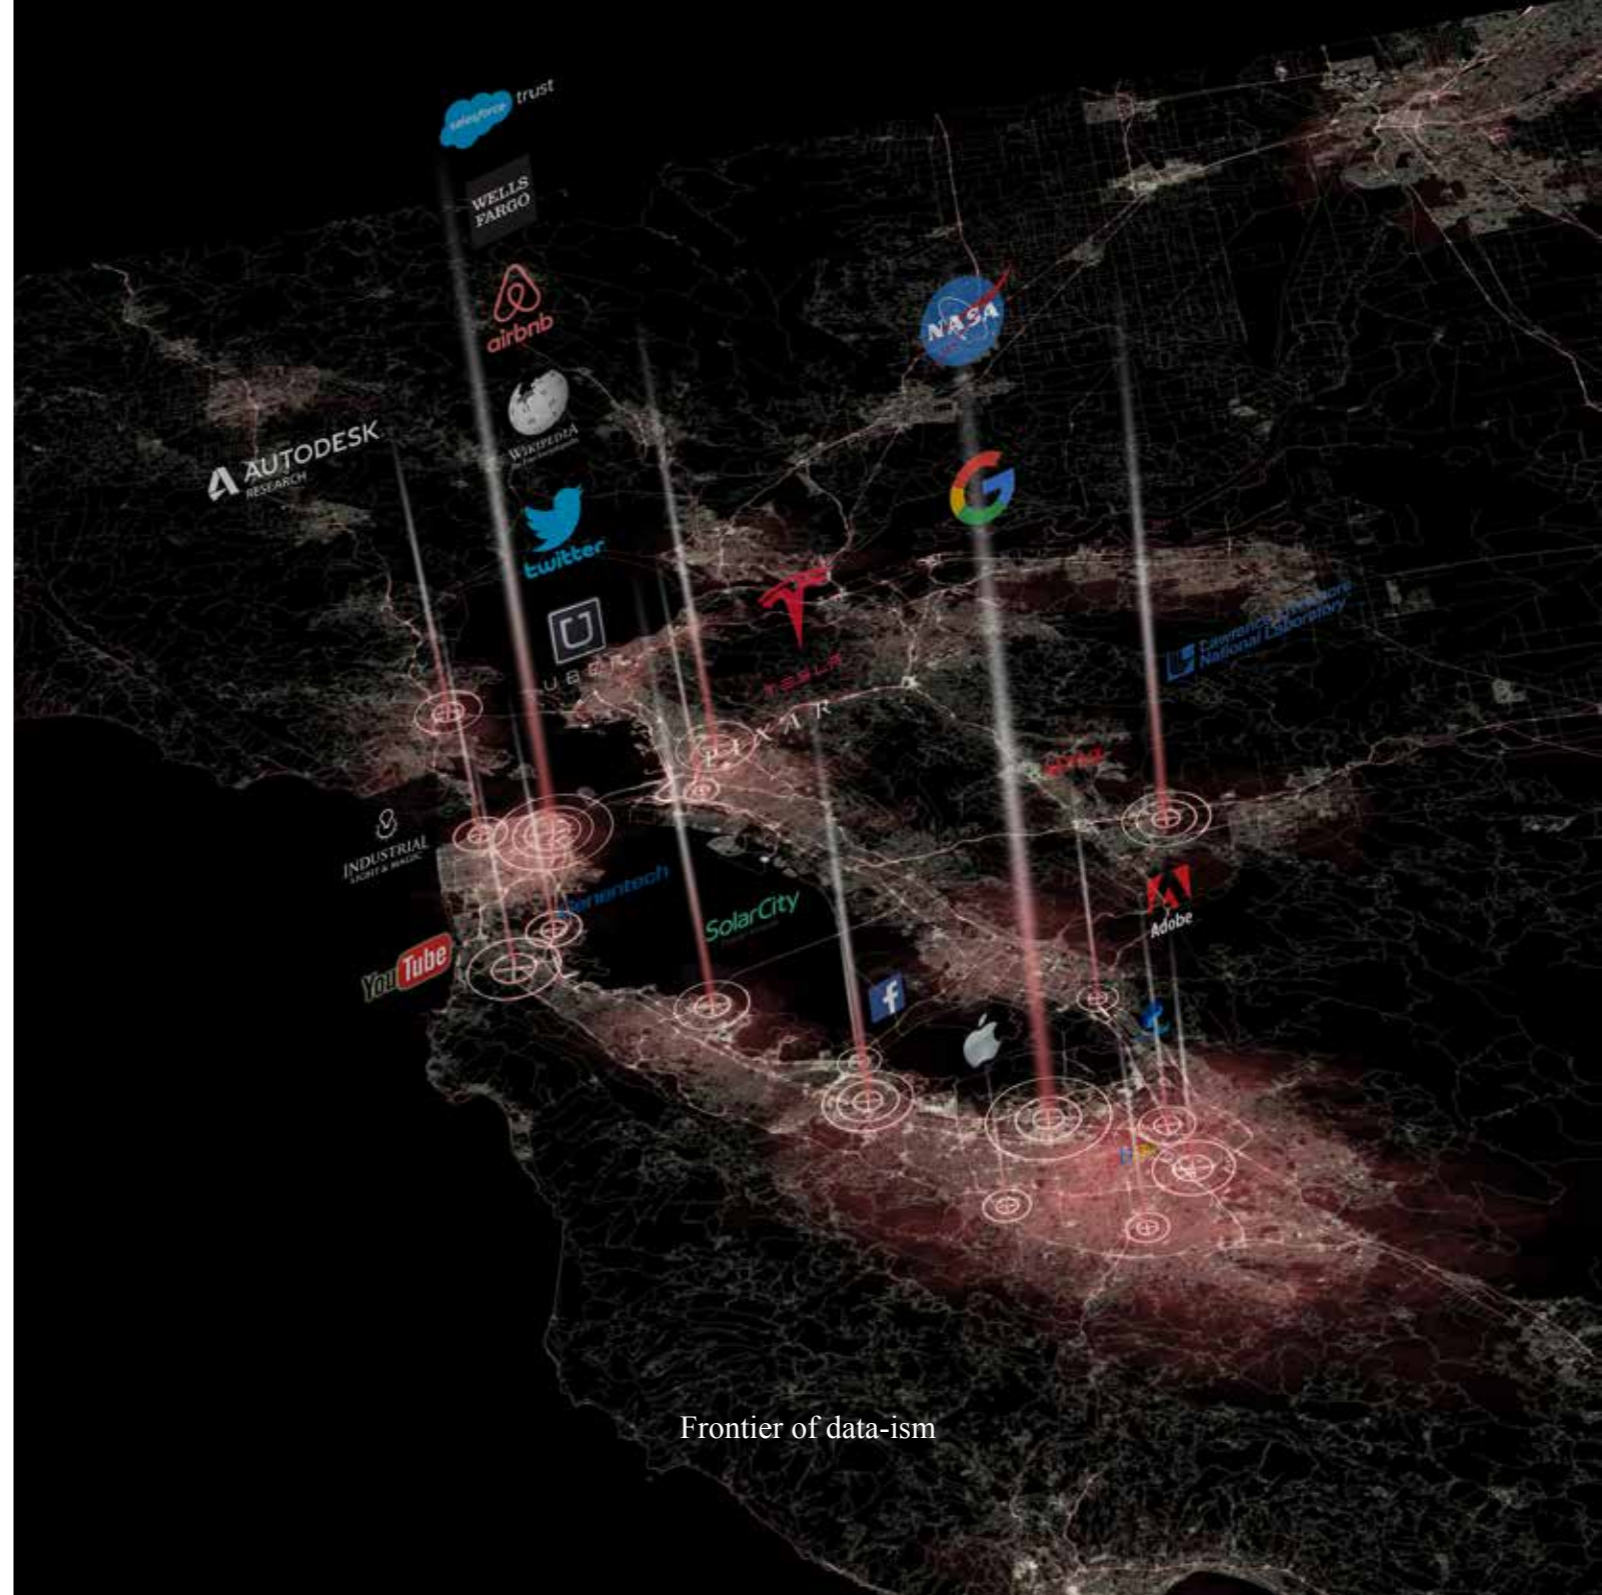 salesforce trust
WELLS
FARGO
airbnb
WIKIPEDIA
AUTODESK
RESEARCH
twitter
UBER
NASA
G
TESLA
PIXAR
Lawrence Livermore
National Laboratory
INDUSTRIAL
LIGHT & MAGIC
genentech
SolarCity
Adobe
YouTube
f
Frontier of data-ism